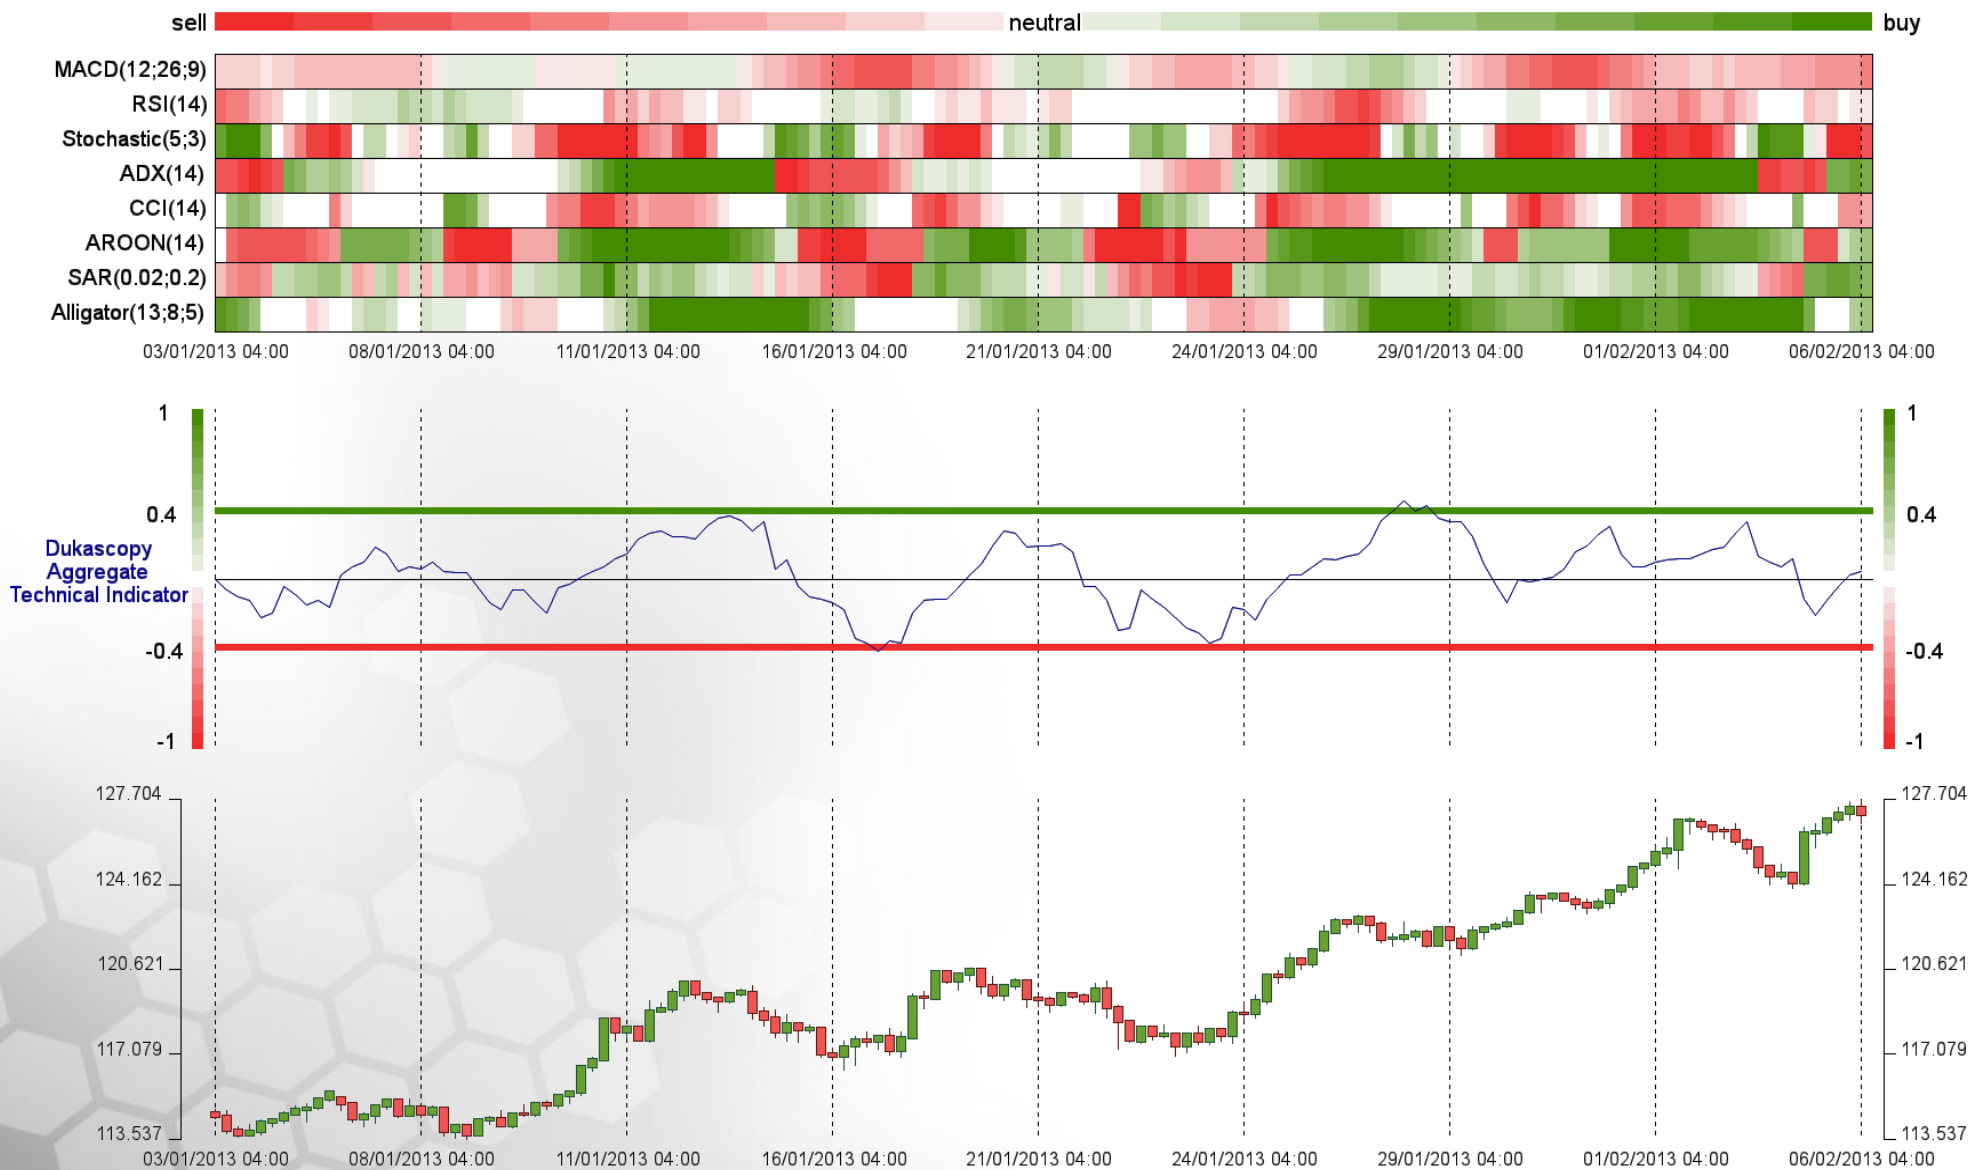 sell neutral buy
MACD(12;26;9)
RSI(14)
Stochastic(5;3)
ADX(14)
CCI(14)
AROON(14)
SAR(0.02;0.2)
Alligator(13;8;5)
03/01/2013 04:00 08/01/2013 04:00 11/01/2013 04:00 16/01/2013 04:00 21/01/2013 04:00 24/01/2013 04:00 29/01/2013 04:00 01/02/2013 04:00 06/02/2013 04:00
1 1
0.4 0.4
Dukascopy
Aggregate
Technical Indicator
-0.4 -0.4
-1 -1
127.704 127.704
124.162 124.162
120.621 120.621
117.079 117.079
113.537 113.537
03/01/2013 04:00 08/01/2013 04:00 11/01/2013 04:00 16/01/2013 04:00 21/01/2013 04:00 24/01/2013 04:00 29/01/2013 04:00 01/02/2013 04:00 06/02/2013 04:00